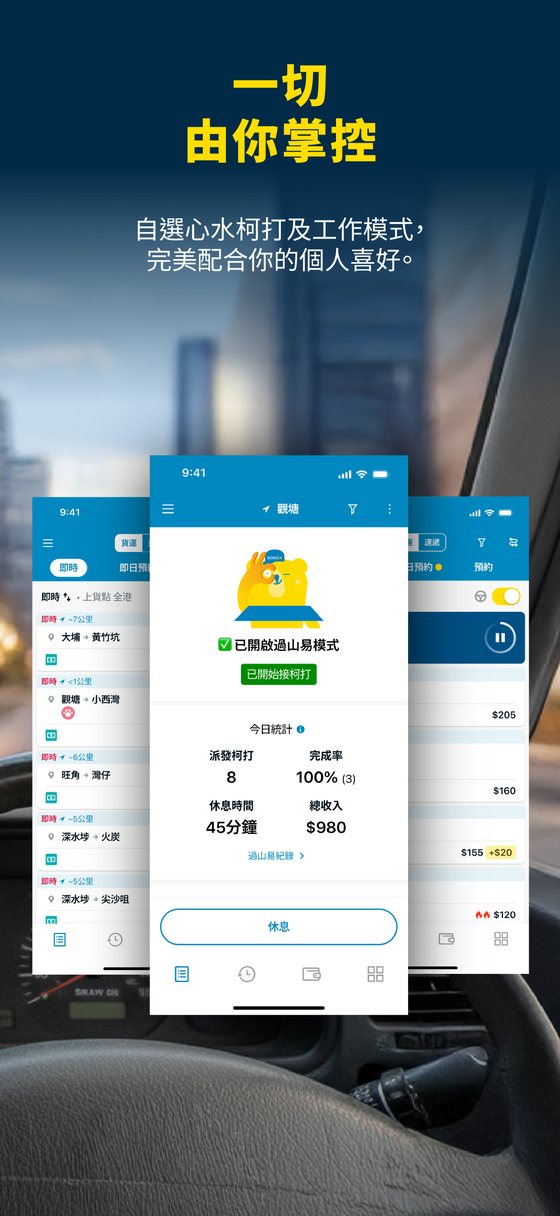 一切
由你掌控
自選心水柯打及工作模式，
完美配合你的個人喜好。
9:41
貨運
即時
即日預約
即時 · 上貨點 全港
即時 ~7公里
大埔 → 黃竹坑
即時 <1公里
觀塘 → 小西灣
即時 ~6公里
旺角 → 灣仔
即時 ~5公里
深水埗 → 火炭
即時 ~5公里
深水埗 → 尖沙咀
9:41
觀塘
GOGOX
✅已開啟過山易模式
已開始接柯打
今日統計
派發柯打
完成率
8
100% (3)
休息時間
總收入
45分鐘
$980
過山易紀錄 >
休息
速遞
日預約
預約
$205
$160
$155 +$20
$120